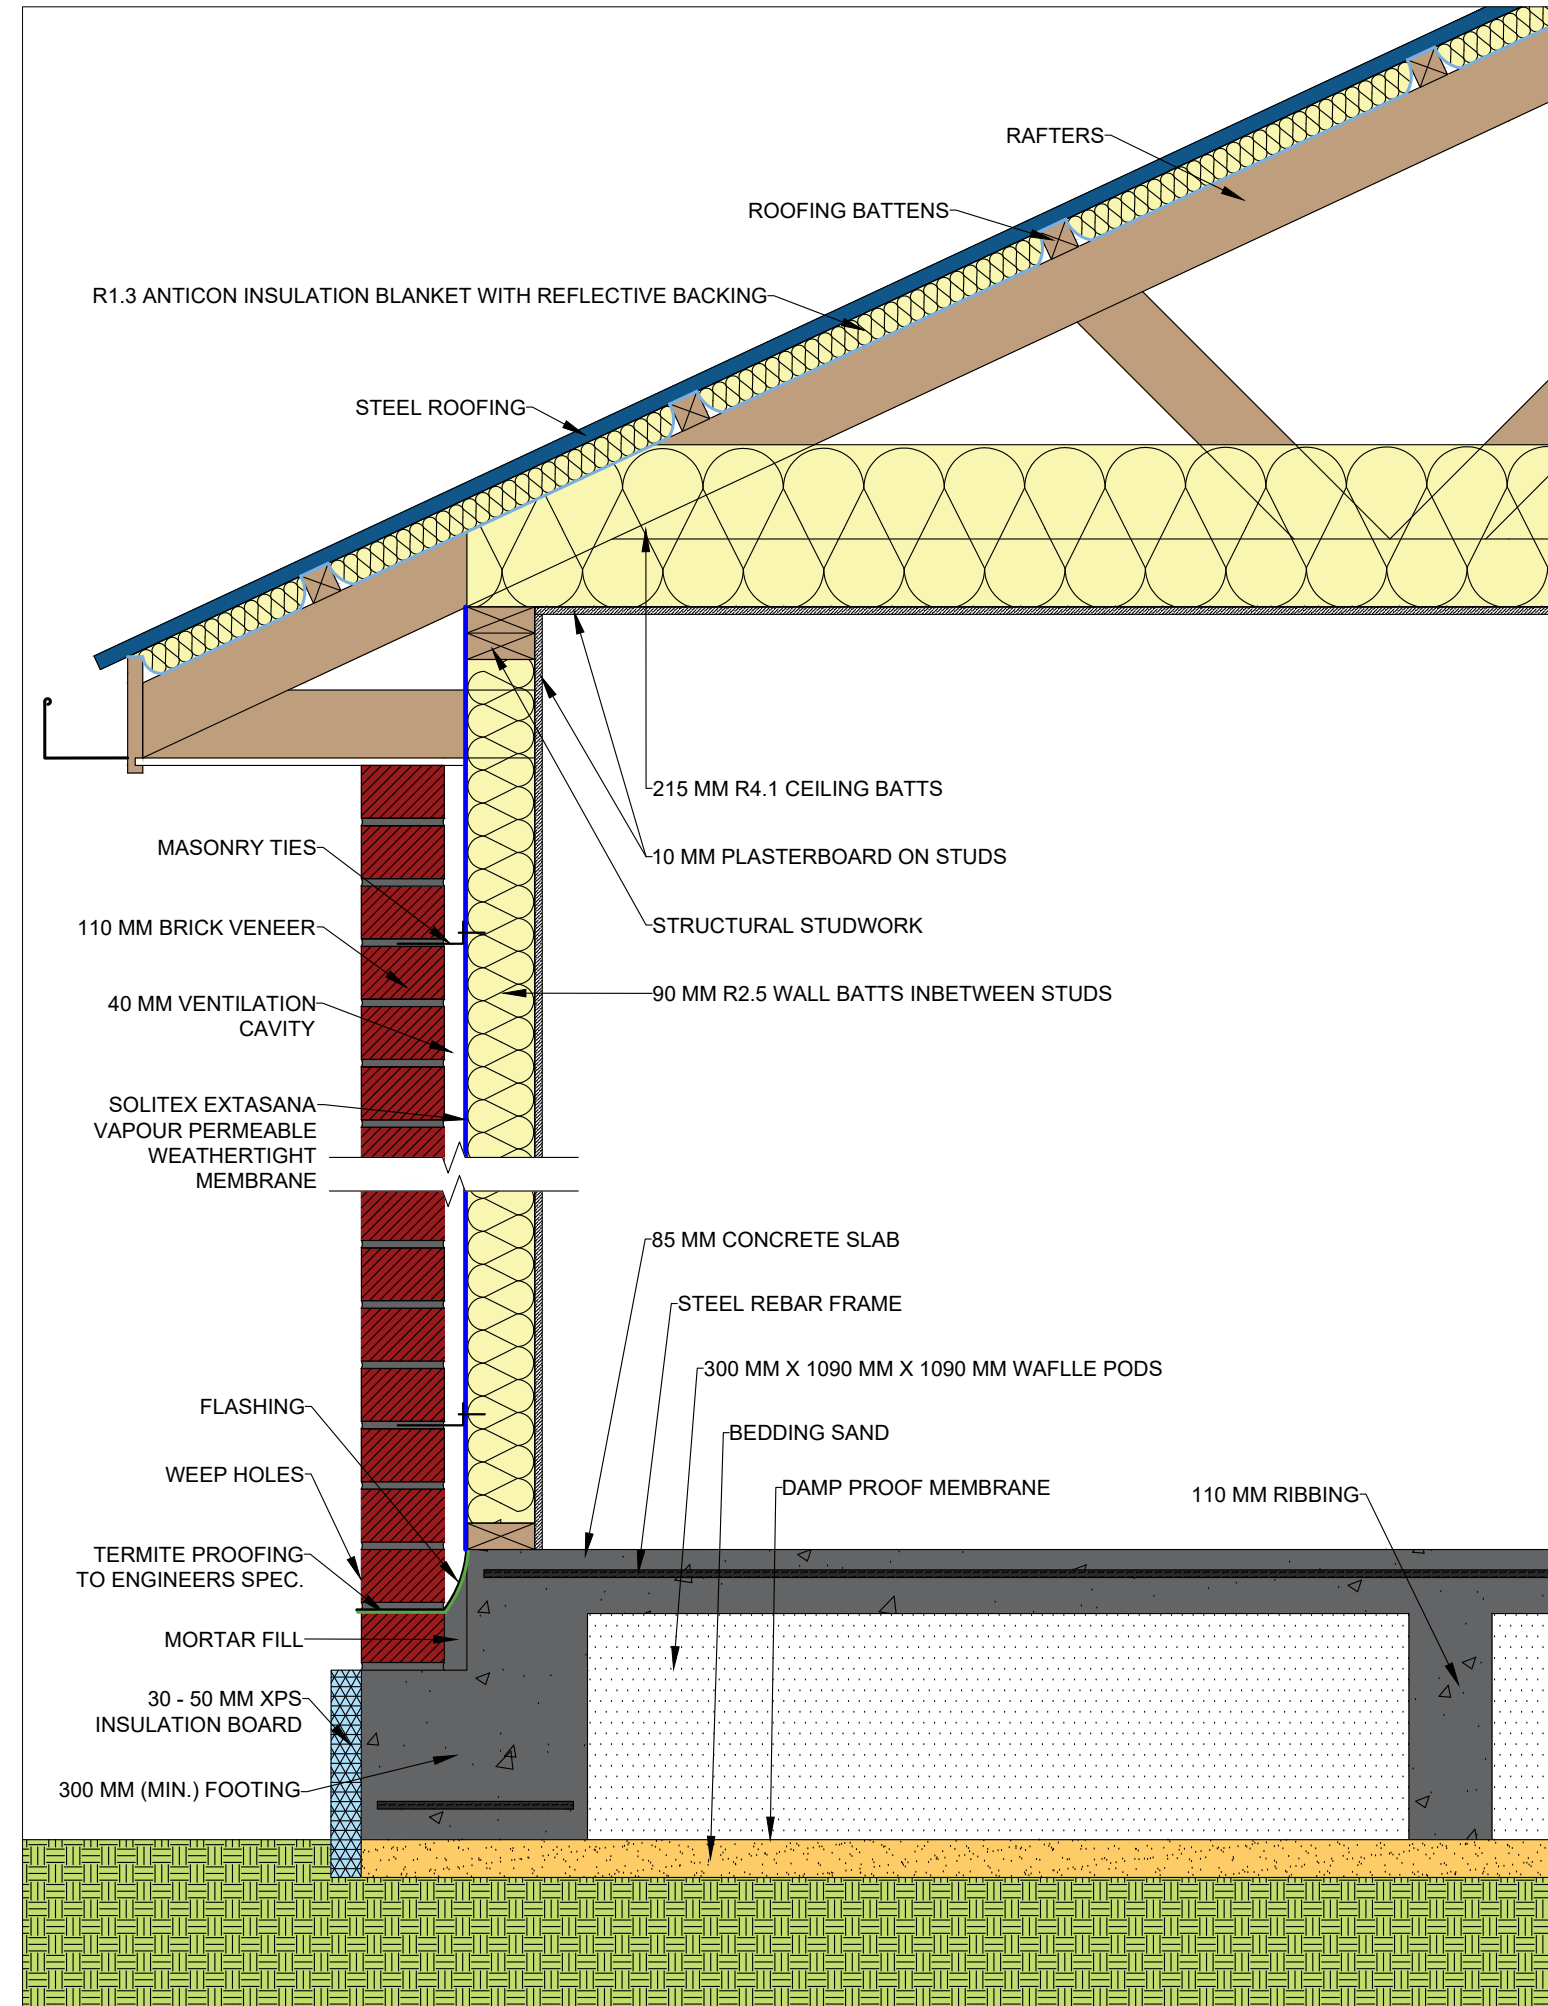 RAFTERS
ROOFING BATTENS
R1.3 ANTICON INSULATION BLANKET WITH REFLECTIVE BACKING
STEEL ROOFING
215 MM R4.1 CEILING BATTS
MASONRY TIES
10 MM PLASTERBOARD ON STUDS
110 MM BRICK VENEER
STRUCTURAL STUDWORK
90 MM R2.5 WALL BATTS INBETWEEN STUDS
40 MM VENTILATION
CAVITY
SOLITEX EXTASANA
VAPOUR PERMEABLE
WEATHERTIGHT
MEMBRANE
85 MM CONCRETE SLAB
STEEL REBAR FRAME
300 MM X 1090 MM X 1090 MM WAFLLE PODS
FLASHING
BEDDING SAND
WEEP HOLES
DAMP PROOF MEMBRANE
110 MM RIBBING
TERMITE PROOFING
TO ENGINEERS SPEC.
MORTAR FILL
30 - 50 MM XPS
INSULATION BOARD
300 MM (MIN.) FOOTING